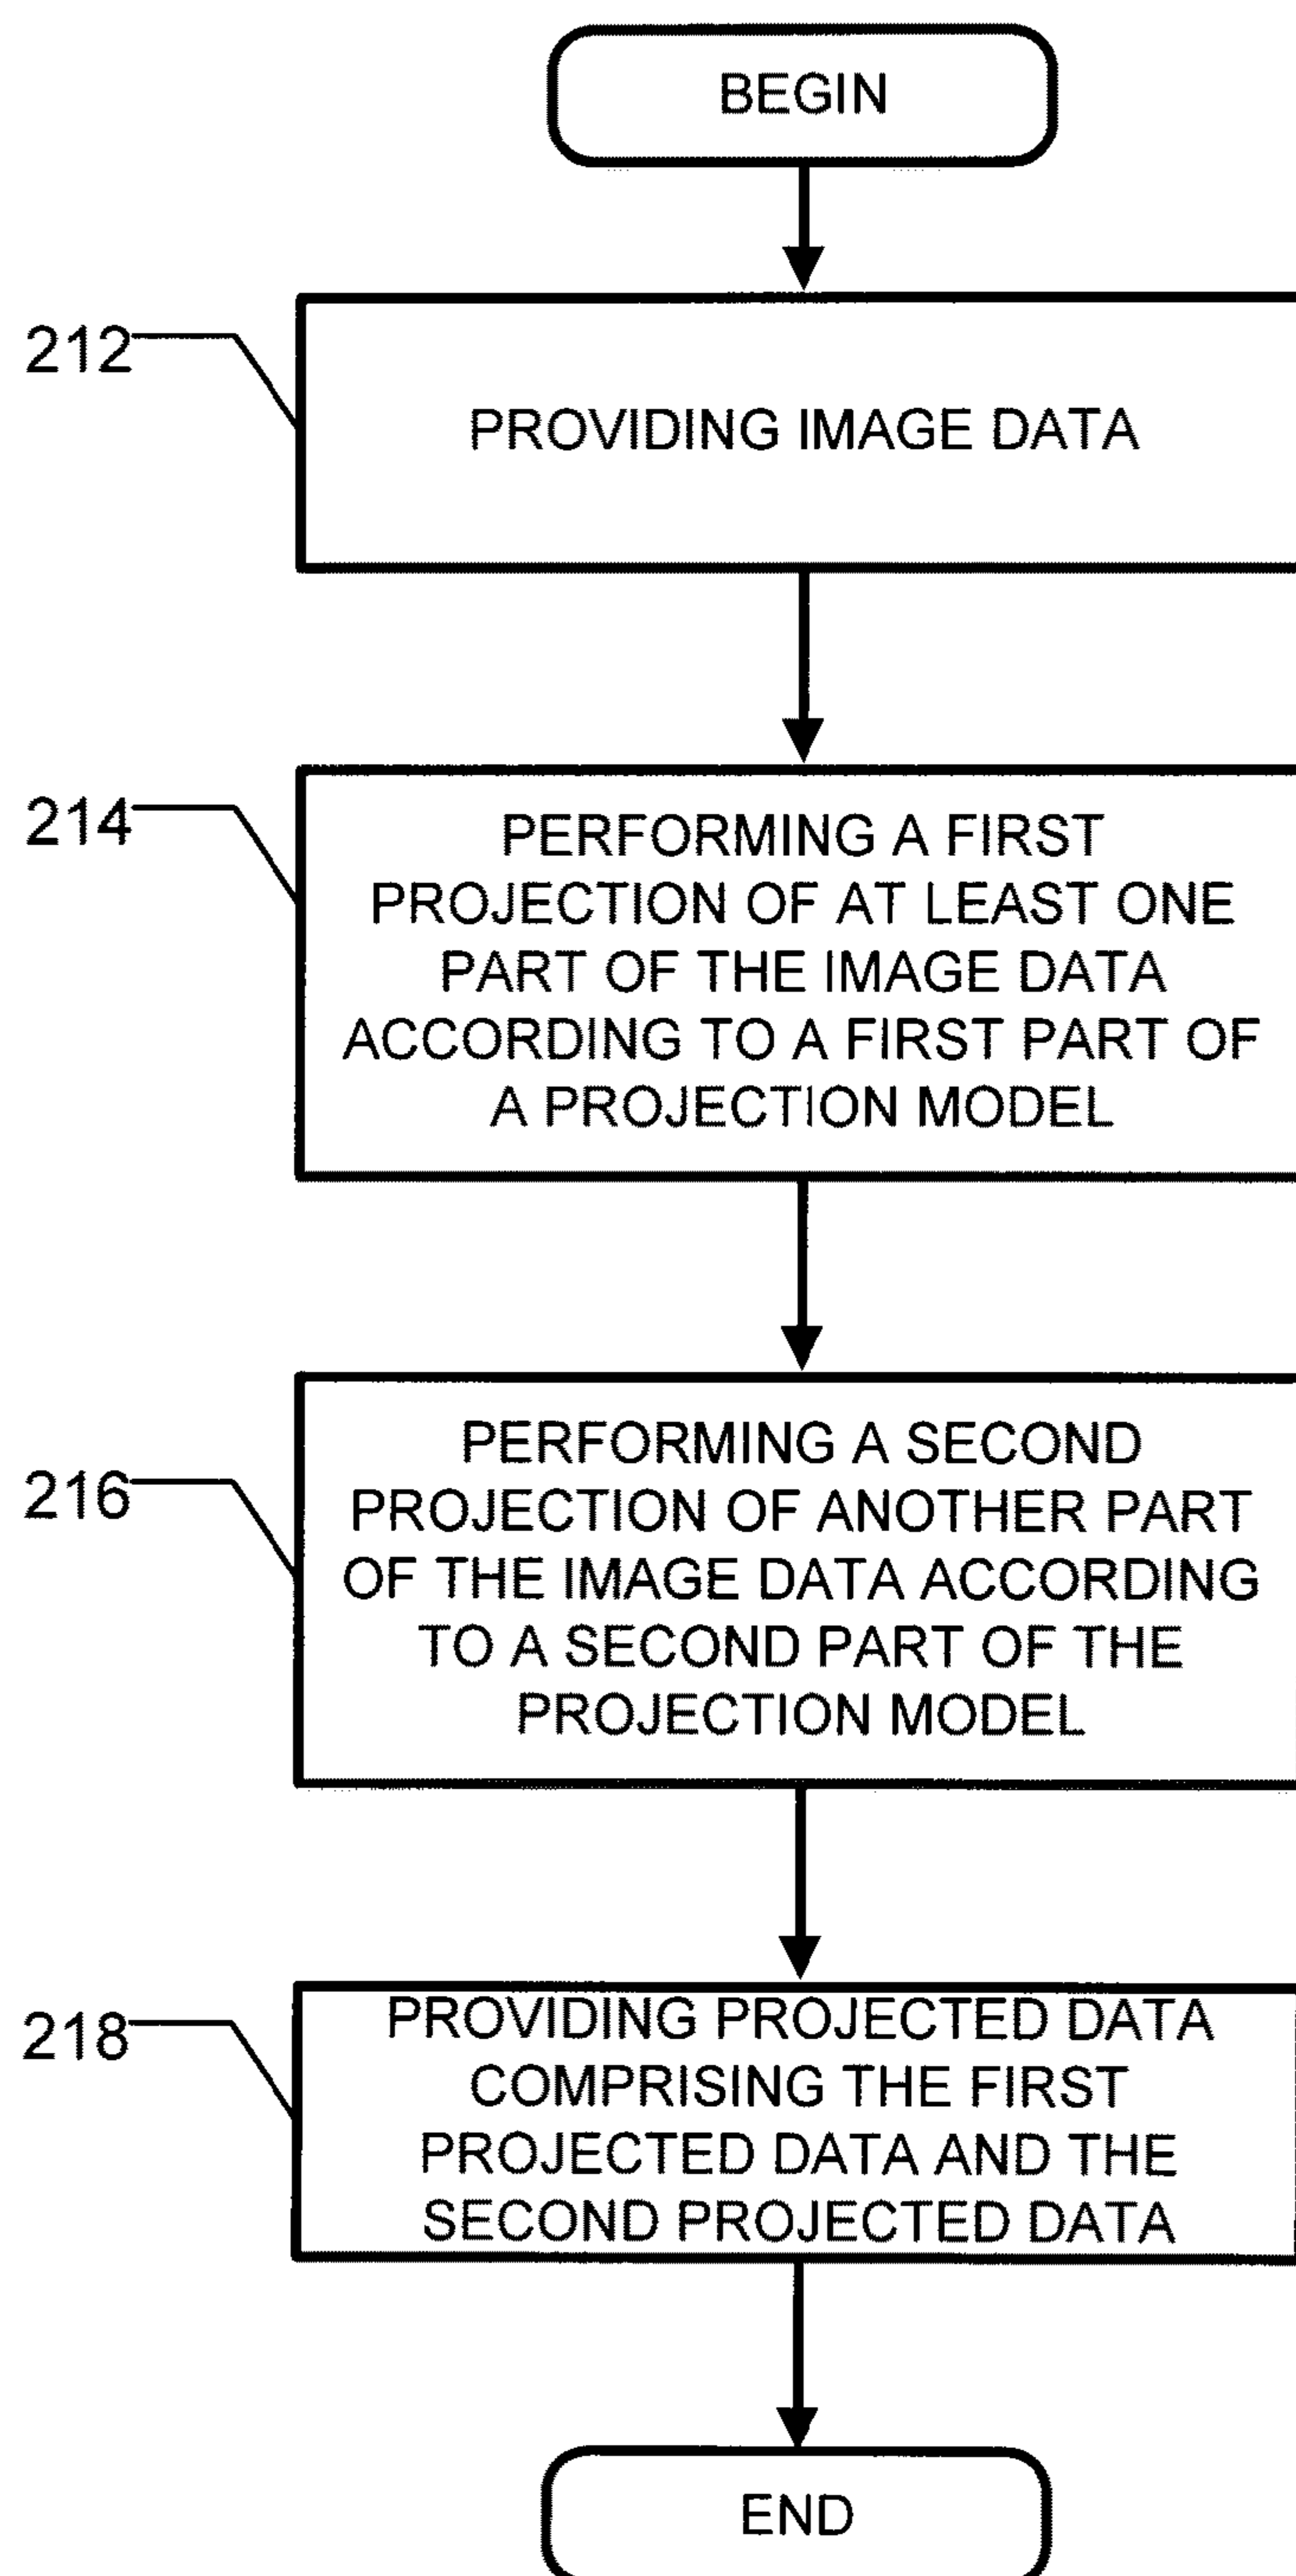 BEGIN
212
PROVIDING IMAGE DATA
214
PERFORMING A FIRST
PROJECTION OF AT LEAST ONE
PART OF THE IMAGE DATA
ACCORDING TO A FIRST PART OF
A PROJECTION MODEL
216
PERFORMING A SECOND
PROJECTION OF ANOTHER PART
OF THE IMAGE DATA ACCORDING
TO A SECOND PART OF THE
PROJECTION MODEL
218
PROVIDING PROJECTED DATA
COMPRISING THE FIRST
PROJECTED DATA AND THE
SECOND PROJECTED DATA
END